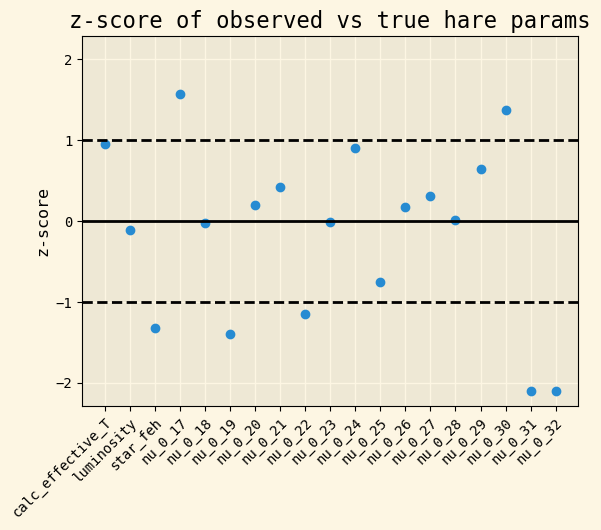 z-score of observed vs true hare params
z-score
2
1
0
−1
−2
calc_effective_T
luminosity
star_feh
nu_0_17
nu_0_18
nu_0_19
nu_0_20
nu_0_21
nu_0_22
nu_0_23
nu_0_24
nu_0_25
nu_0_26
nu_0_27
nu_0_28
nu_0_29
nu_0_30
nu_0_31
nu_0_32